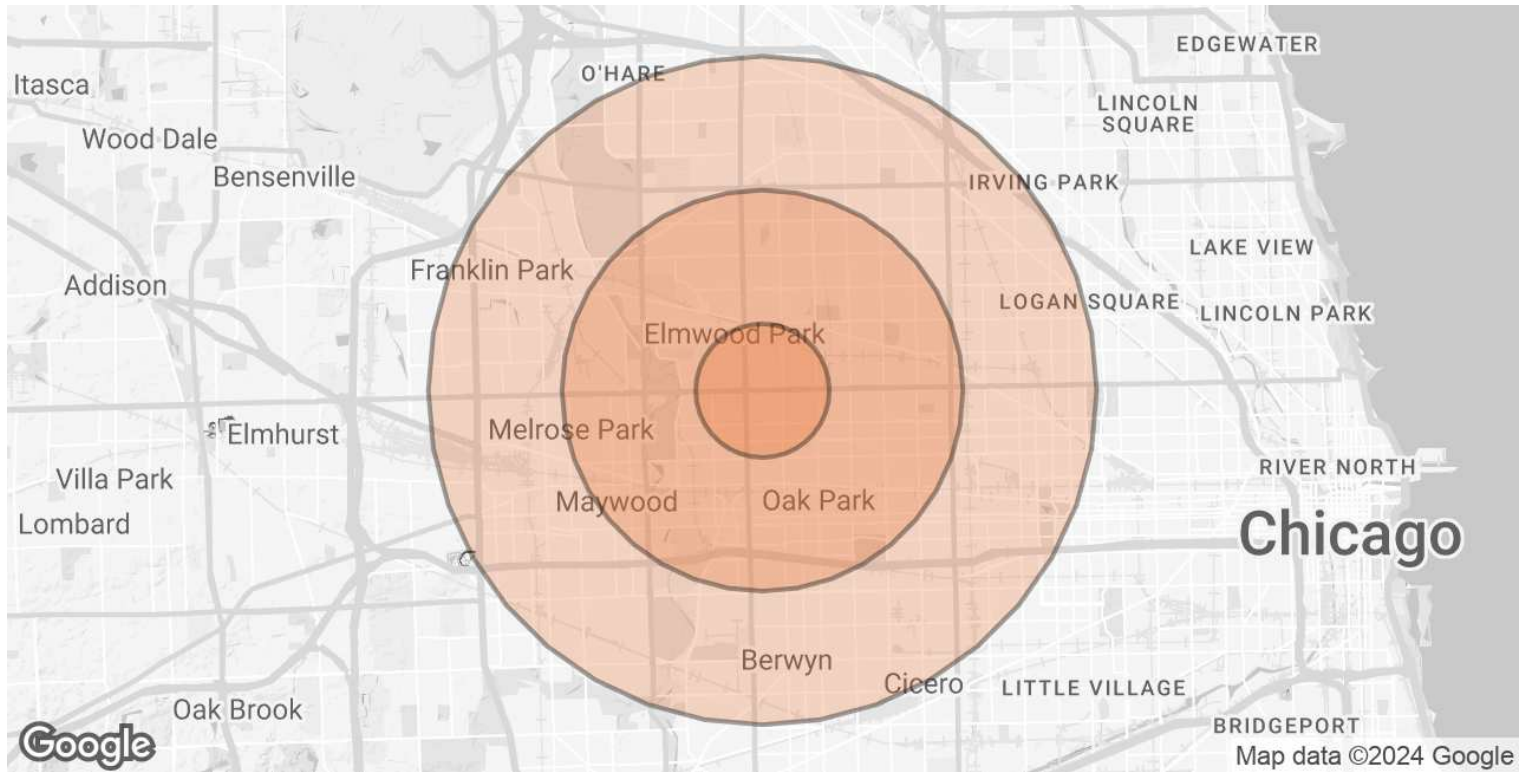 EDGEWATER
O'HARE
Itasca
LINCOLN
SQUARE
Wood Dale
Bensenville
IRVING PARK
LAKE VIEW
Franklin Park
Addison
LOGAN SQUARE
LINCOLN PARK
Elmwood Park
Melrose Park
Elmhurst
RIVER NORTH
Villa Park
Maywood
Oak Park
Lombard
Chicago
Berwyn
Cicero
LITTLE VILLAGE
Oak Brook
BRIDGEPORT
Google
Map data ©2024 Google